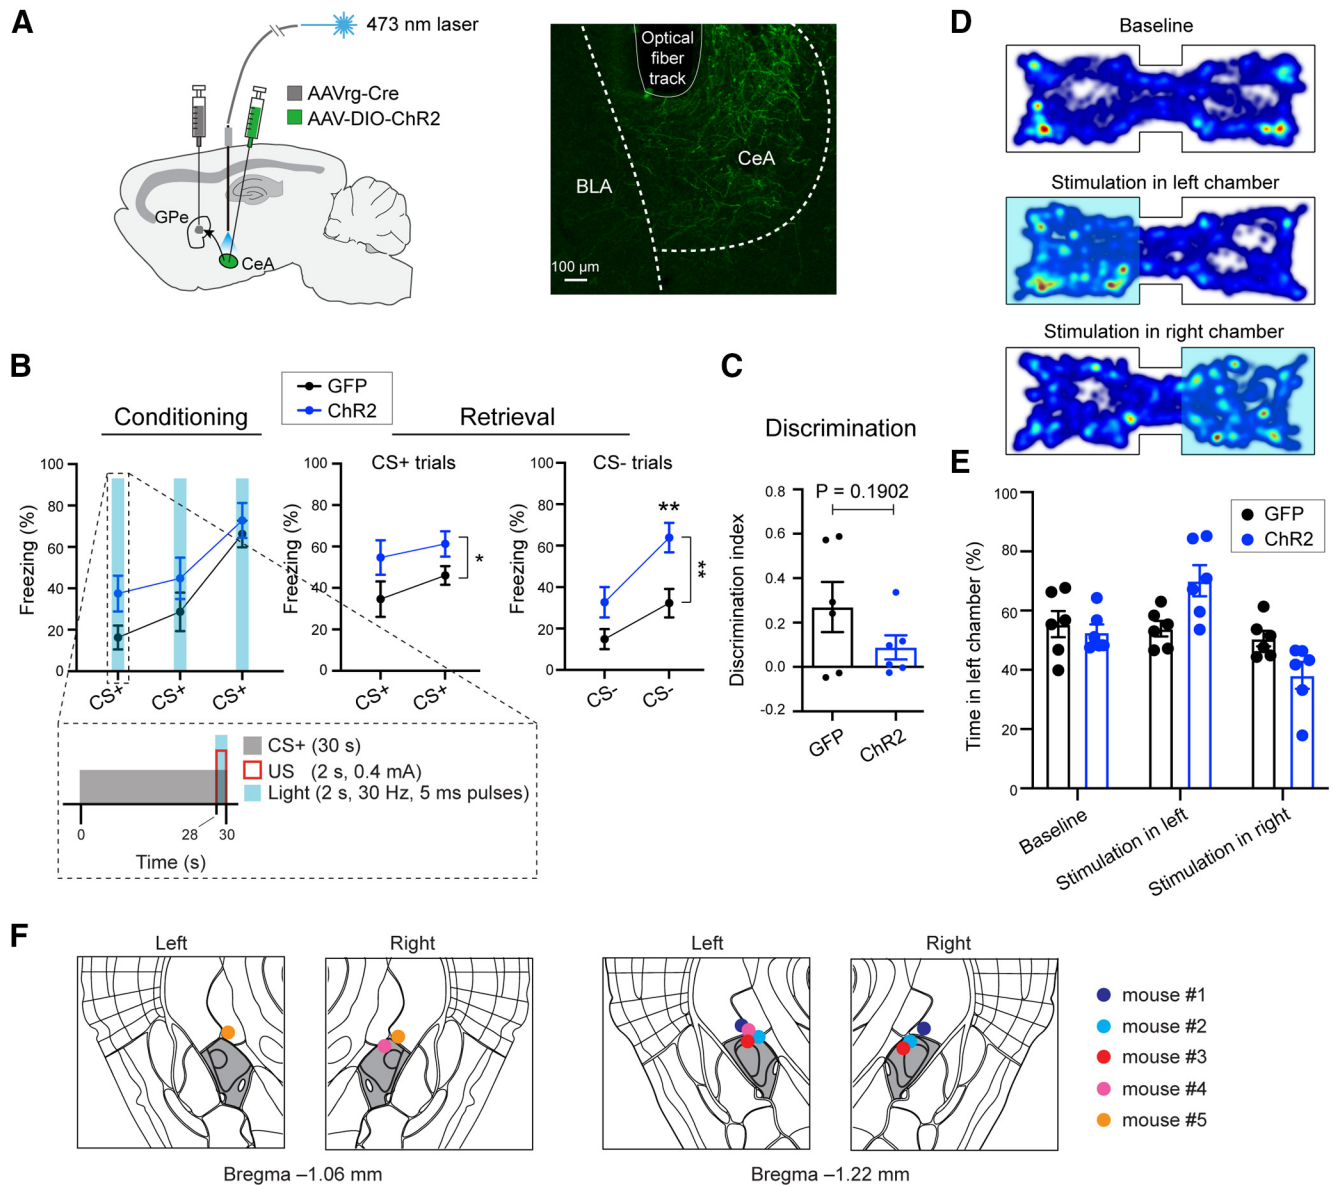 A
473 nm laser
AAVrg-Cre
AAV-DIO-ChR2
GPe
CeA
Optical
fiber
track
CeA
BLA
100 µm
D
Baseline
Stimulation in left chamber
Stimulation in right chamber
B
GFP
ChR2
Conditioning
Retrieval
CS+ trials
CS- trials
Freezing (%)
100
80
60
40
20
0
CS+
CS+
CS+
Freezing (%)
100
80
60
40
20
0
CS+
CS+
*
Freezing (%)
100
80
60
40
20
0
CS-
CS-
**
**
CS+ (30 s)
US (2 s, 0.4 mA)
Light (2 s, 30 Hz, 5 ms pulses)
0
28
30
Time (s)
C
Discrimination
P = 0.1902
Discrimination index
0.8
0.6
0.4
0.2
0.0
-0.2
GFP
ChR2
E
GFP
ChR2
Time in left chamber (%)
100
80
60
40
20
0
Baseline
Stimulation in left
Stimulation in right
F
Left
Right
Left
Right
Bregma –1.06 mm
Bregma –1.22 mm
mouse #1
mouse #2
mouse #3
mouse #4
mouse #5